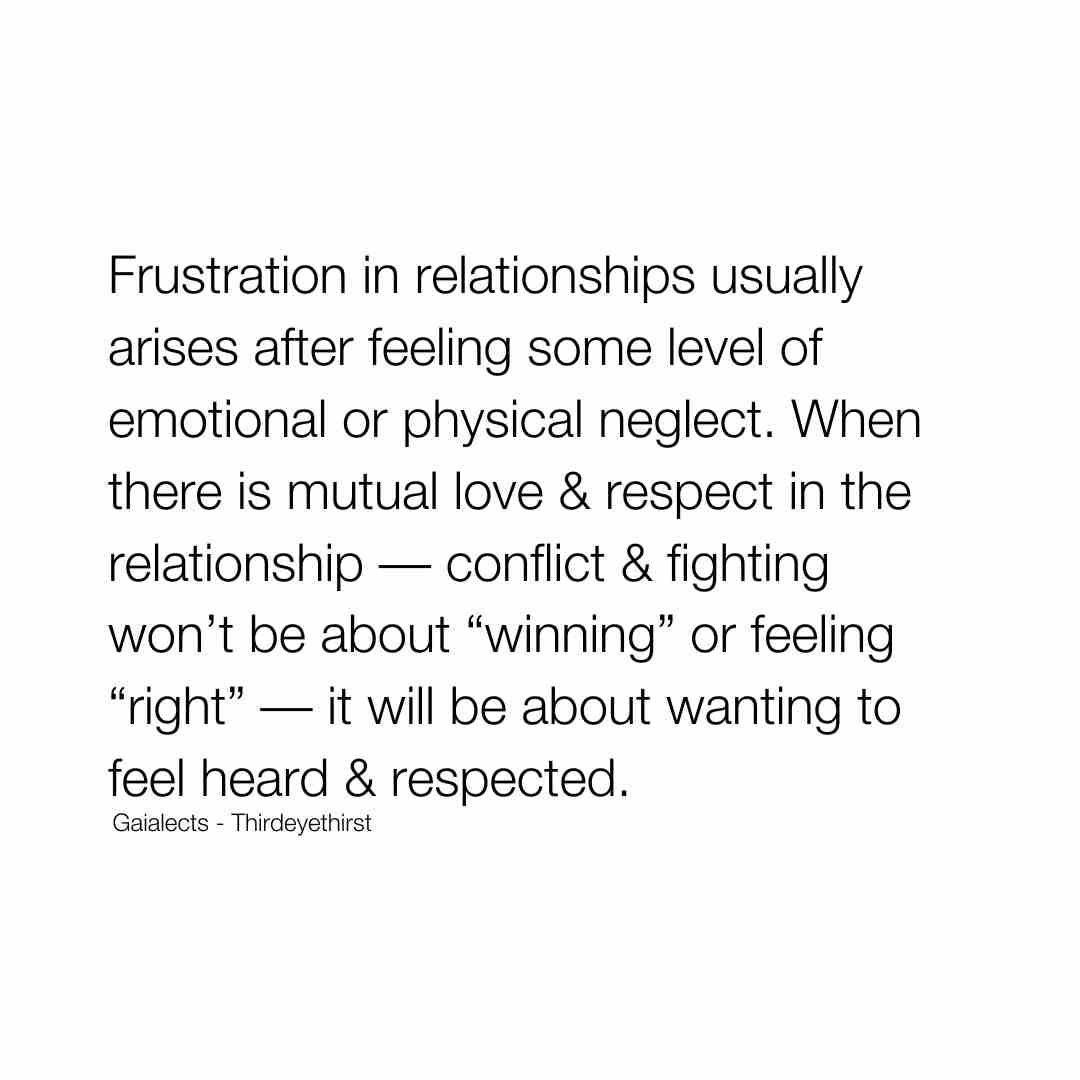 Frustration in relationships usually
arises after feeling some level of
emotional or physical neglect. When
there is mutual love & respect in the
relationship — conflict & fighting
won’t be about “winning” or feeling
“right” — it will be about wanting to
feel heard & respected.
Gaialects - Thirdeyethirst